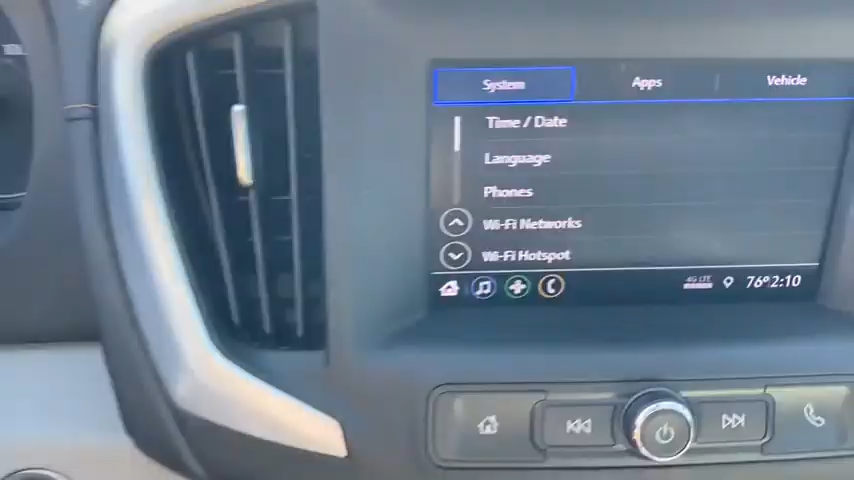 System Apps Vehicle
Time / Date
Language
Phones
Wi-Fi Networks
Wi-Fi Hotspot
4G LTE 76° 2:10